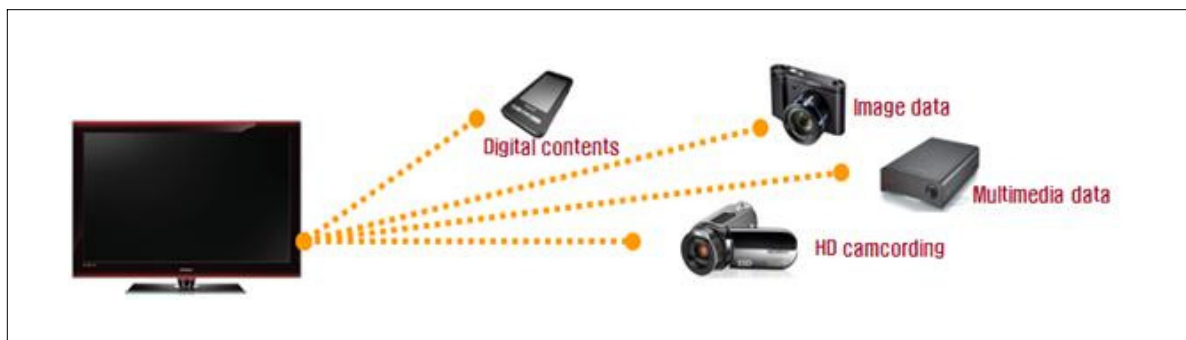 Image data
Digital contents
Multimedia data
HD camcording